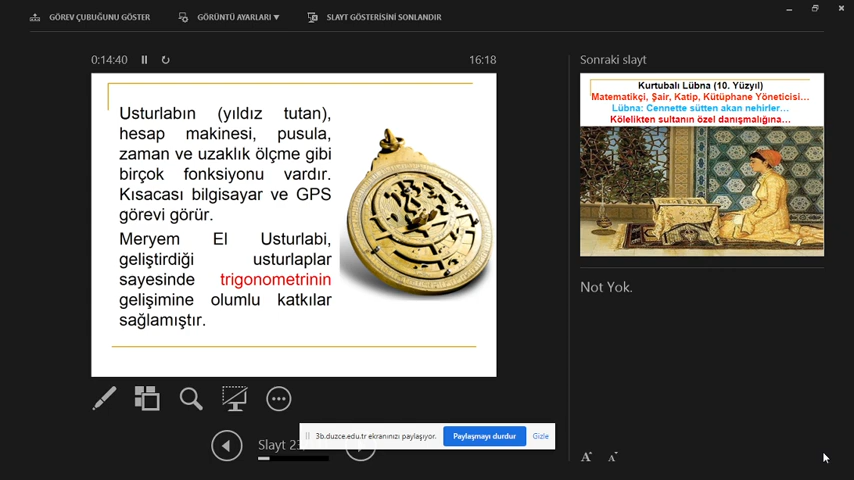 GÖREV ÇUBUĞUNU GÖSTER
GÖRÜNTÜ AYARLARI
SLAYT GÖSTERİSİNİ SONLANDIR
0:14:40
16:18
Usturlabın (yıldız tutan),
hesap makinesi, pusula,
zaman ve uzaklık ölçme gibi
birçok fonksiyonu vardır.
Kısacası bilgisayar ve GPS
görevi görür.
Meryem El Usturlabi,
geliştirdiği usturlaplar
sayesinde trigonometrinin
gelişimine olumlu katkılar
sağlamıştır.
Sonraki slayt
Kurtubalı Lübna (10. Yüzyıl)
Matematikçi, Şair, Katip, Kütüphane Yöneticisi…
Lübna: Cennette sütten akan nehirler…
Kölelikten sultanın özel danışmalığına…
Not Yok.
Slayt
3b.duzce.edu.tr ekranınızı paylaşıyor.
Paylaşmayı durdur
Gizle
A A